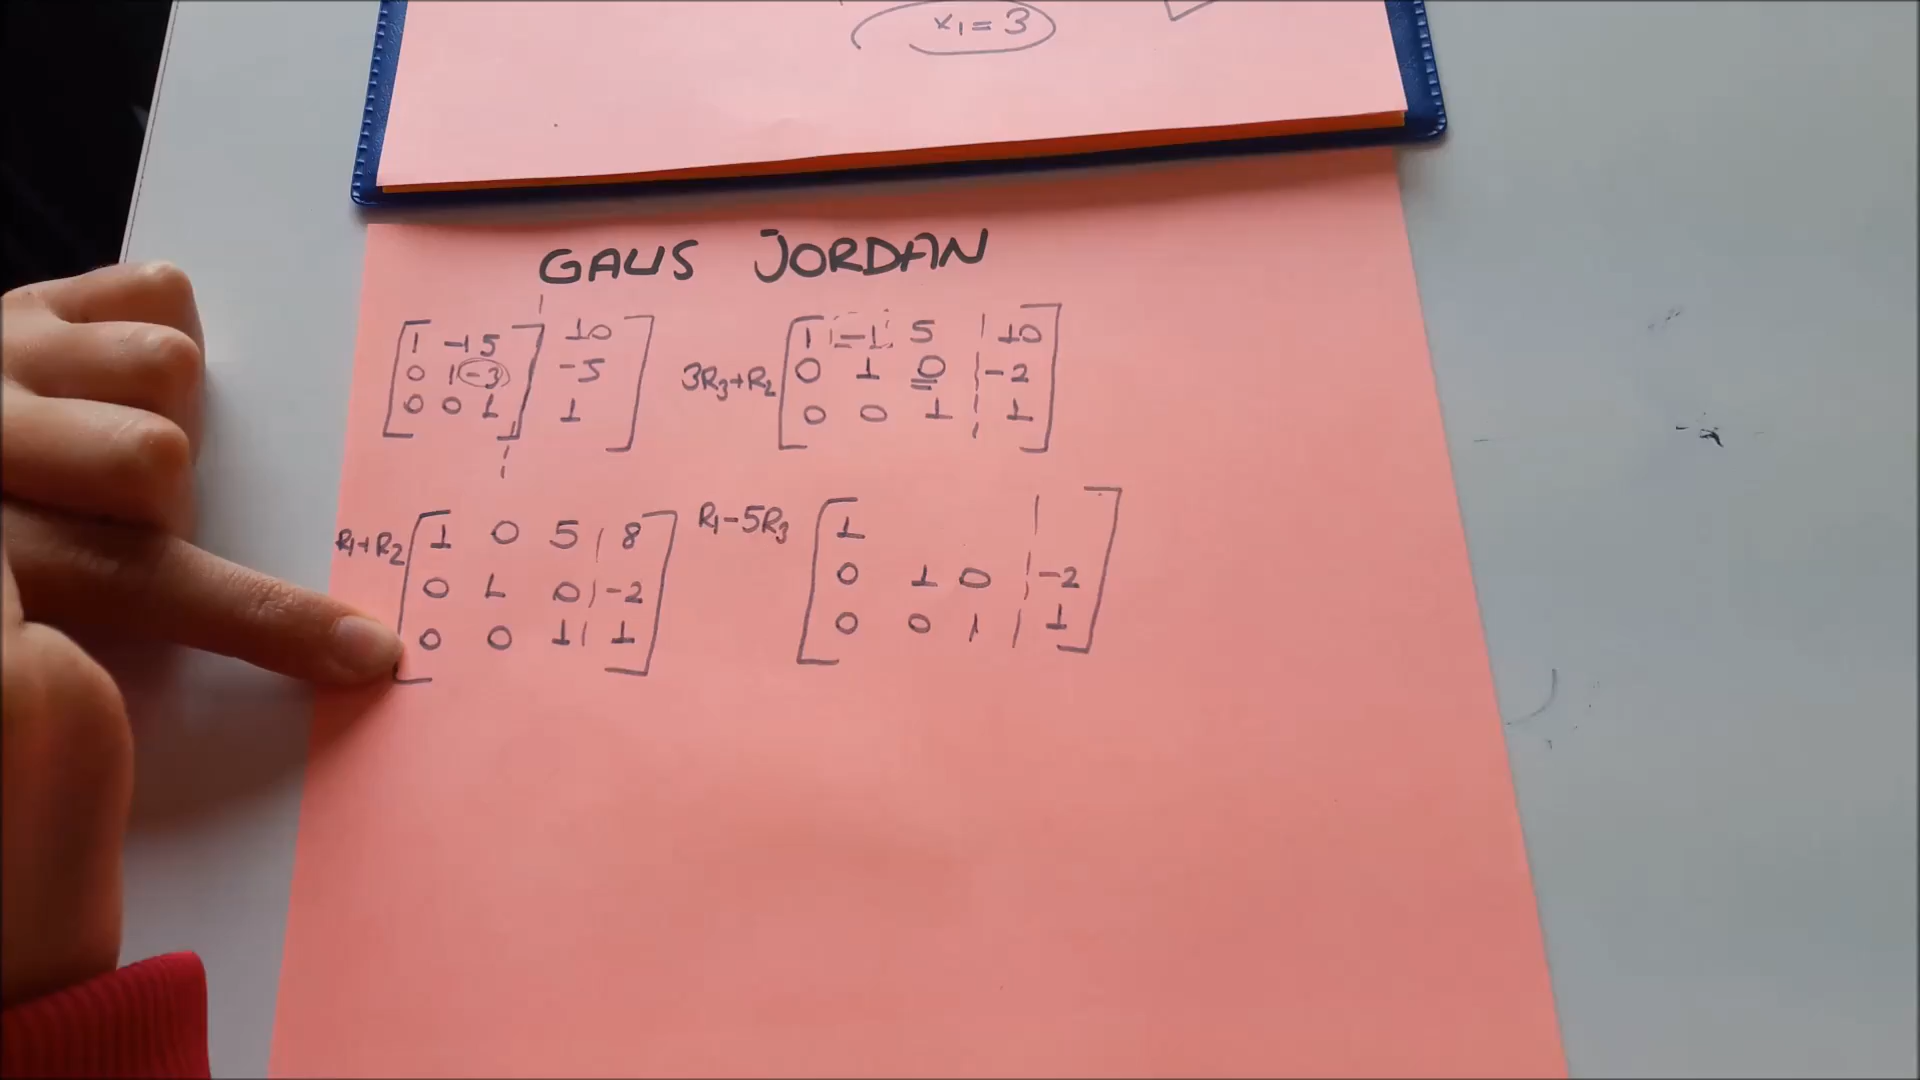 x₁ = 3
GAUS JORDAN
[1 -1 5 | 10]
[0 1 -3 | -5]
[0 0 1 | 1]
3R₃+R₂
[1 -1 5 | 10]
[0 1 0 | -2]
[0 0 1 | 1]
R₁+R₂
[1 0 5 | 8]
[0 1 0 | -2]
[0 0 1 | 1]
R₁-5R₃
[1 |]
[0 1 0 | -2]
[0 0 1 | 1]